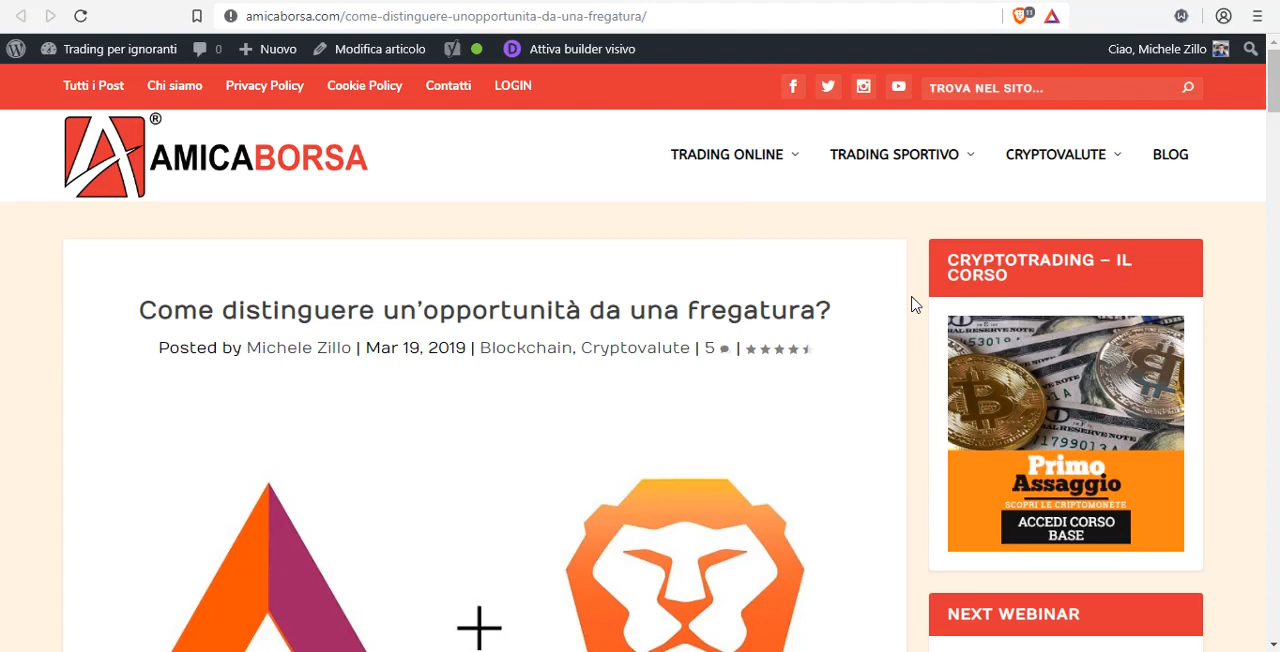 amicaborsa.com/come-distinguere-unopportunita-da-una-fregatura/
11
Trading per ignoranti 0 Nuovo Modifica articolo Attiva builder visivo Ciao, Michele Zillo
Tutti i Post Chi siamo Privacy Policy Cookie Policy Contatti LOGIN TROVA NEL SITO...
AMICABORSA ®
TRADING ONLINE TRADING SPORTIVO CRYPTOVALUTE BLOG
Come distinguere un’opportunità da una fregatura?
Posted by Michele Zillo | Mar 19, 2019 | Blockchain, Cryptovalute | 5 |
CRYPTOTRADING – IL
CORSO
Primo
Assaggio
SCOPRI LE CRIPTOMONETE
ACCEDI CORSO
BASE
NEXT WEBINAR